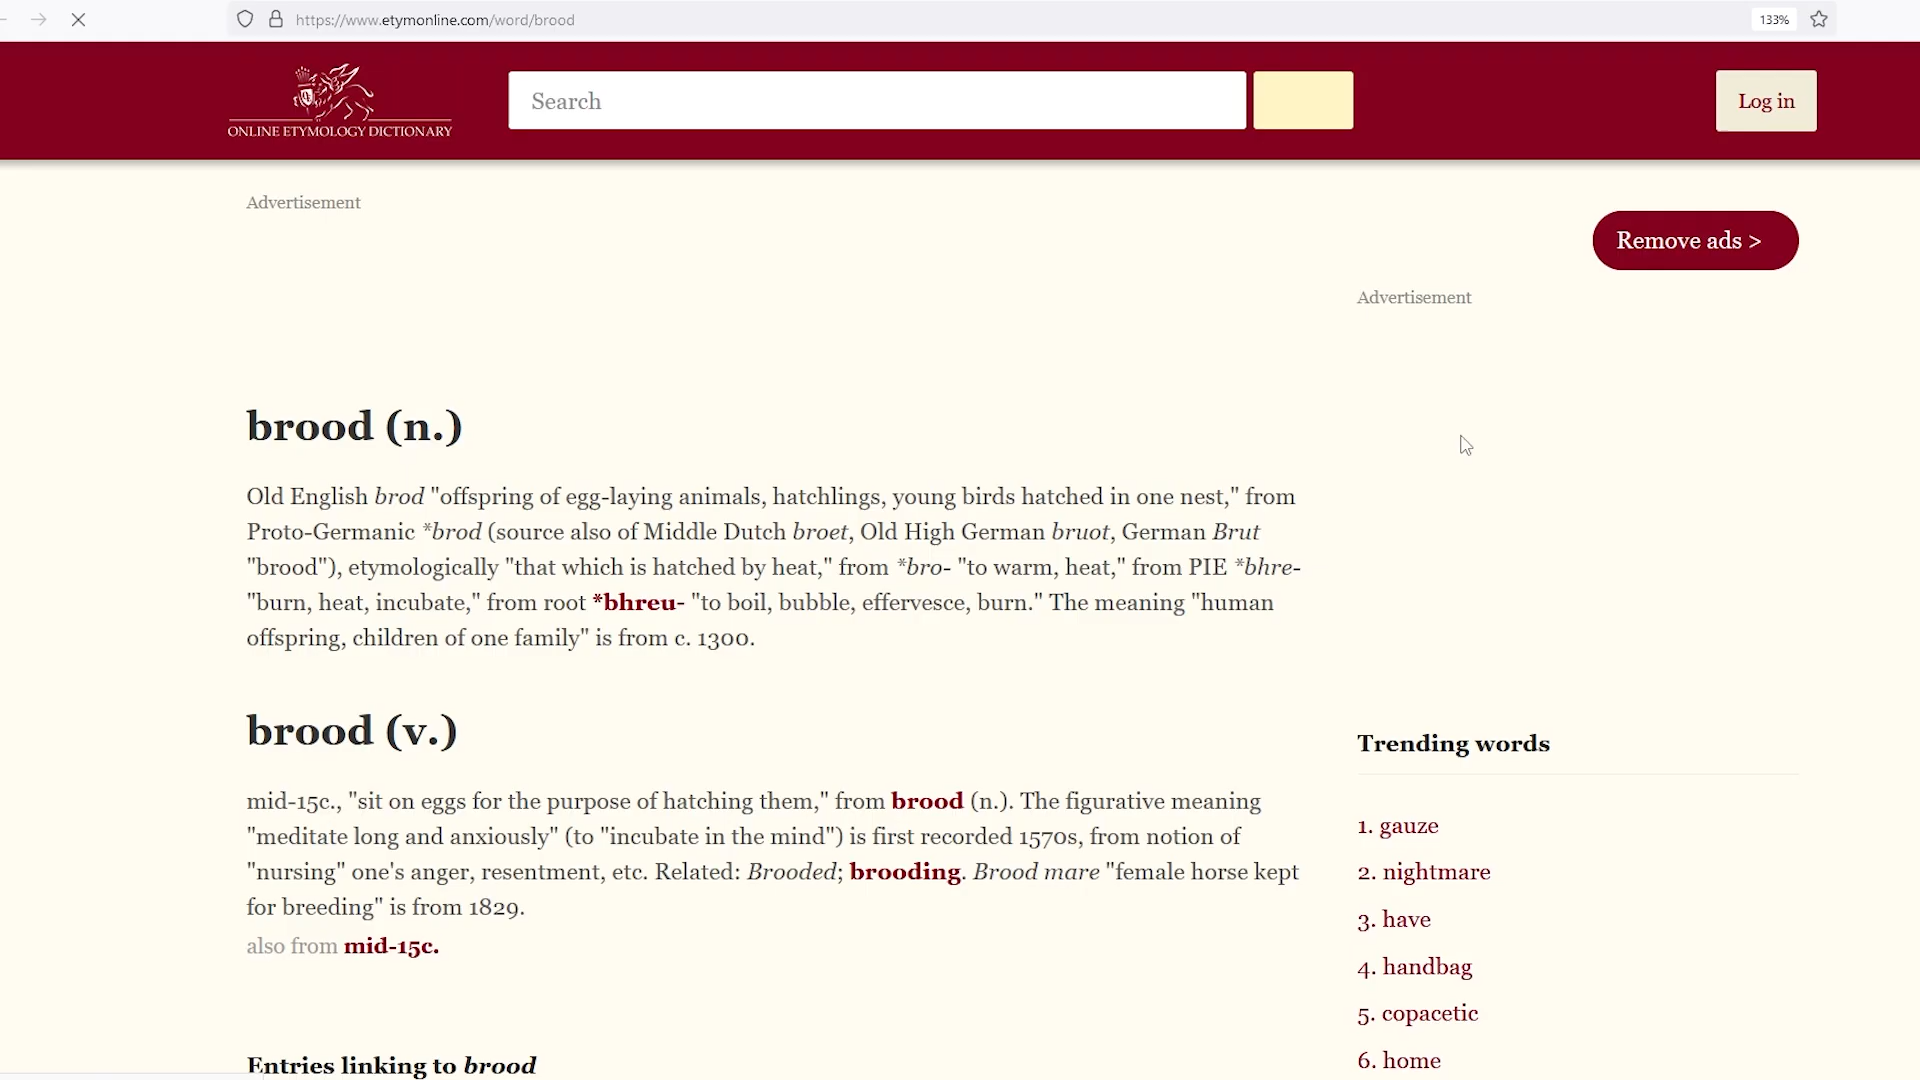 https://www.etymonline.com/word/brood
133%
ONLINE ETYMOLOGY DICTIONARY
Search
Log in
Advertisement
Remove ads >
Advertisement
brood (n.)
Old English brod "offspring of egg-laying animals, hatchlings, young birds hatched in one nest," from
Proto-Germanic *brod (source also of Middle Dutch broet, Old High German bruot, German Brut
"brood"), etymologically "that which is hatched by heat," from *bro- "to warm, heat," from PIE *bhre-
"burn, heat, incubate," from root *bhreu- "to boil, bubble, effervesce, burn." The meaning "human
offspring, children of one family" is from c. 1300.
brood (v.)
mid-15c., "sit on eggs for the purpose of hatching them," from brood (n.). The figurative meaning
"meditate long and anxiously" (to "incubate in the mind") is first recorded 1570s, from notion of
"nursing" one's anger, resentment, etc. Related: Brooded; brooding. Brood mare "female horse kept
for breeding" is from 1829.
also from mid-15c.
Entries linking to brood
Trending words
1. gauze
2. nightmare
3. have
4. handbag
5. copacetic
6. home